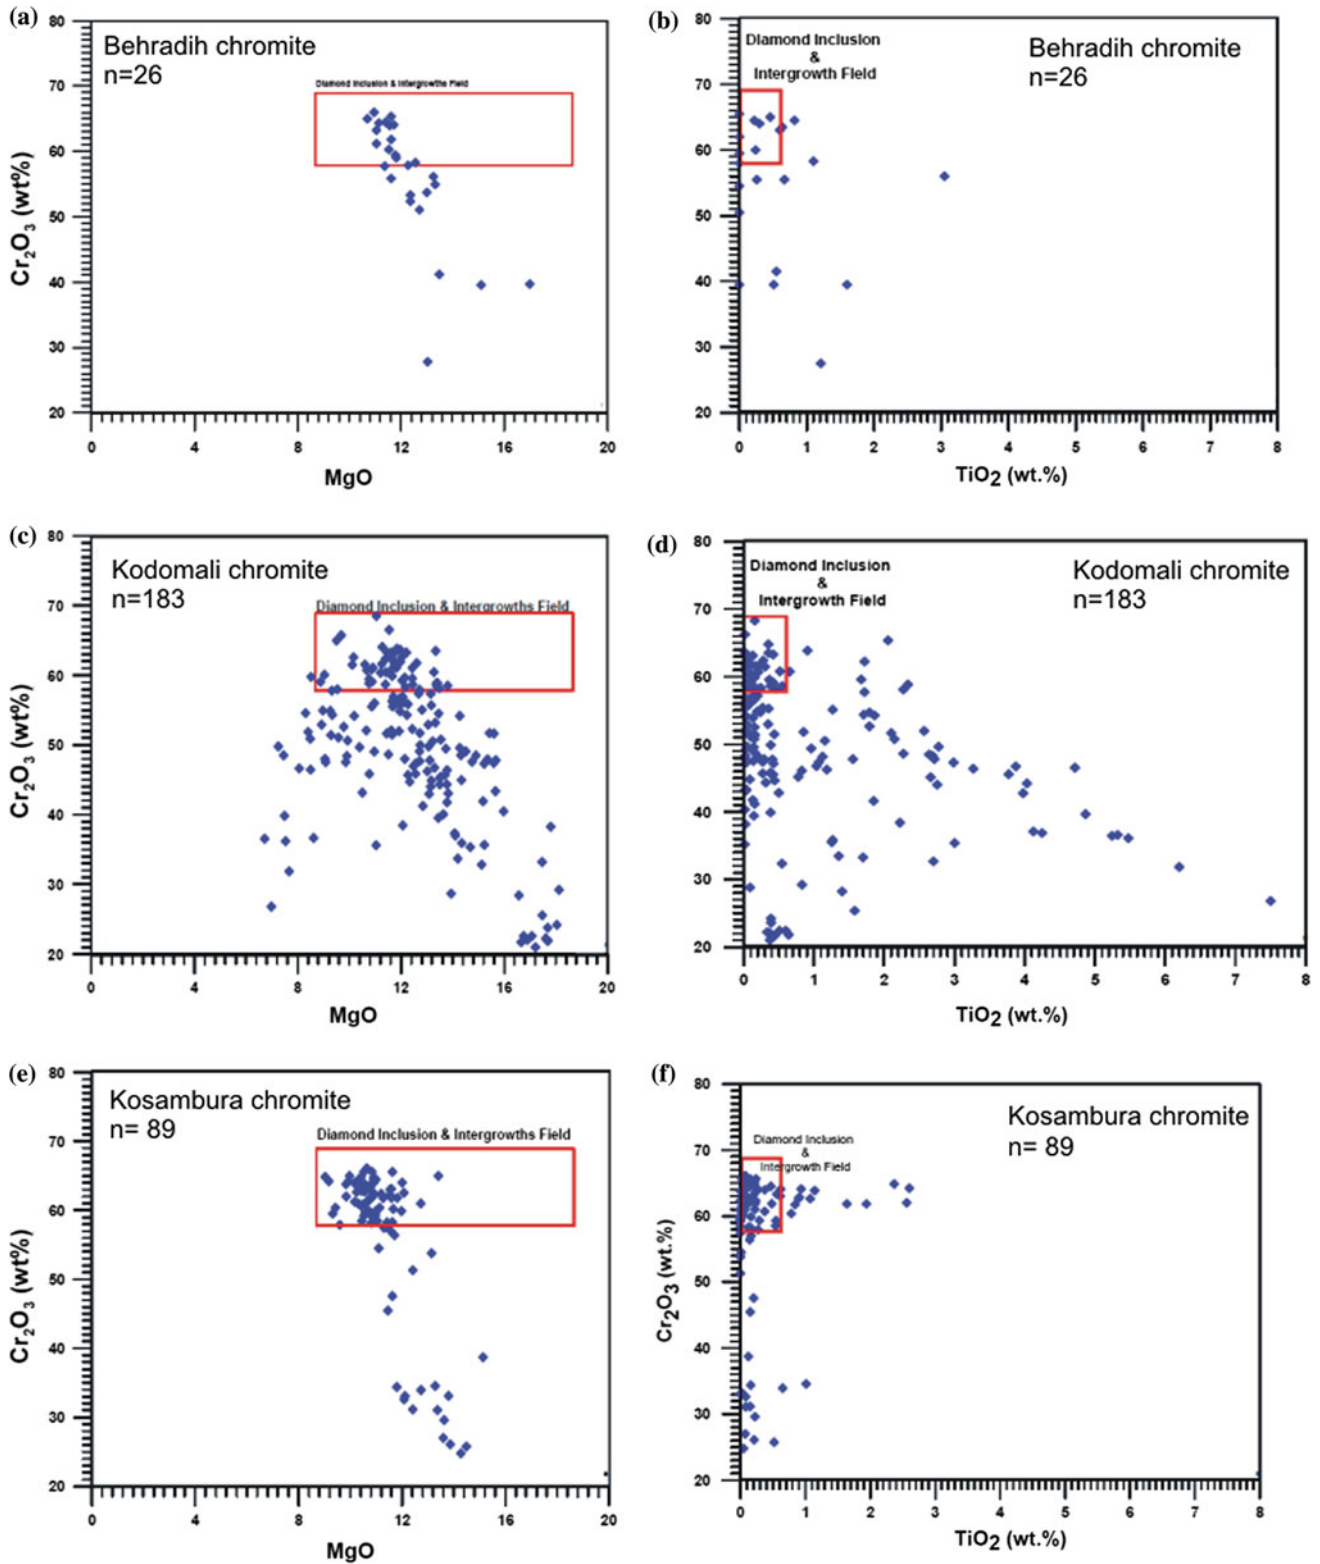 (a)
80
Behradih chromite
n=26
Diamond Inclusion & Intergrowths Field
70
60
50
40
30
20
Cr2O3 (wt%)
0 4 8 12 16 20
MgO
(b)
80
Diamond Inclusion
&
Intergrowth Field
Behradih chromite
n=26
70
60
50
40
30
20
0 1 2 3 4 5 6 7 8
TiO2 (wt.%)
(c)
80
Kodomali chromite
n=183
Diamond Inclusion & Intergrowths Field
70
60
50
40
30
20
Cr2O3 (wt%)
0 4 8 12 16 20
MgO
(d)
80
Diamond Inclusion
&
Intergrowth Field
Kodomali chromite
n=183
70
60
50
40
30
20
0 1 2 3 4 5 6 7 8
TiO2 (wt.%)
(e)
80
Kosambura chromite
n= 89
Diamond Inclusion & Intergrowths Field
70
60
50
40
30
20
Cr2O3 (wt%)
0 4 8 12 16 20
MgO
(f)
80
Kosambura chromite
n= 89
Diamond Inclusion
&
Intergrowth Field
70
60
50
40
30
20
Cr2O3 (wt.%)
0 1 2 3 4 5 6 7 8
TiO2 (wt.%)